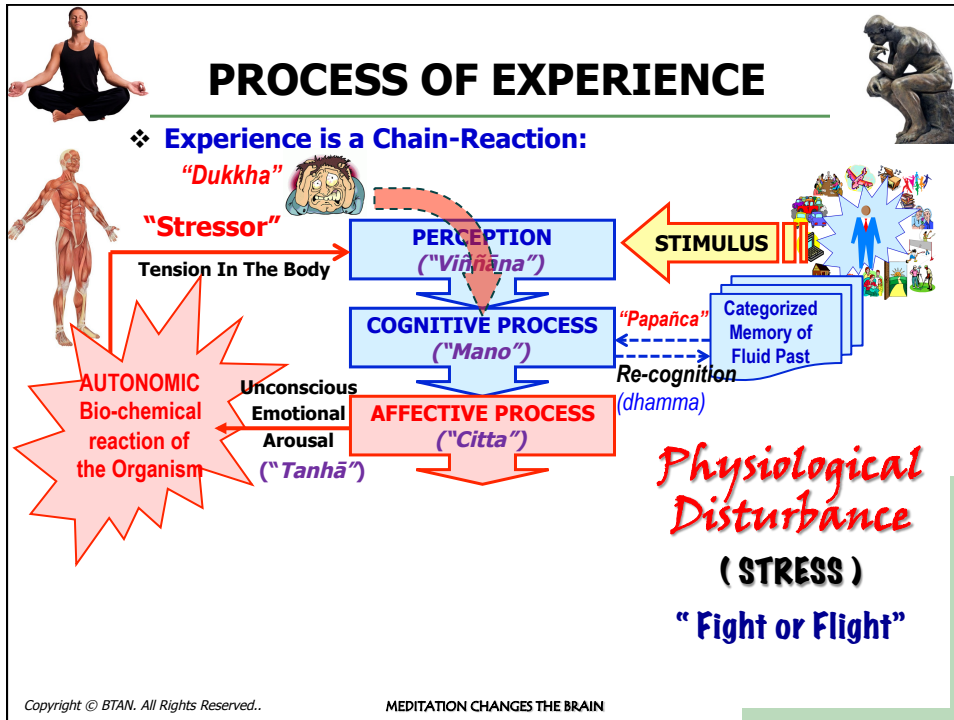 PROCESS OF EXPERIENCE
❖ Experience is a Chain-Reaction:
“Dukkha”
“Stressor”
Tension In The Body
PERCEPTION
(“Viññāna”)
STIMULUS
COGNITIVE PROCESS
(“Mano”)
“Papañca”
Re-cognition
(dhamma)
Categorized
Memory of
Fluid Past
AUTONOMIC
Bio-chemical
reaction of
the Organism
Unconscious
Emotional
Arousal
(“Tanhā”)
AFFECTIVE PROCESS
(“Citta”)
Physiological
Disturbance
( STRESS )
“ Fight or Flight”
Copyright © BTAN. All Rights Reserved..
MEDITATION CHANGES THE BRAIN